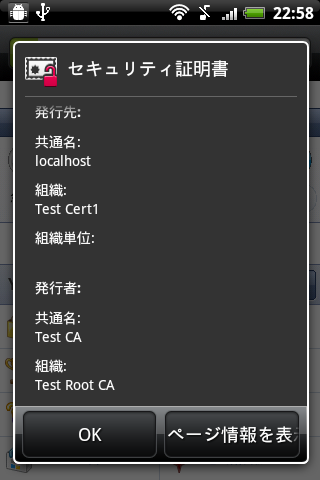 22:58
セキュリティ証明書
発行先:
共通名:
localhost
組織:
Test Cert1
組織単位:
発行者:
共通名:
Test CA
組織:
Test Root CA
OK
ページ情報を表